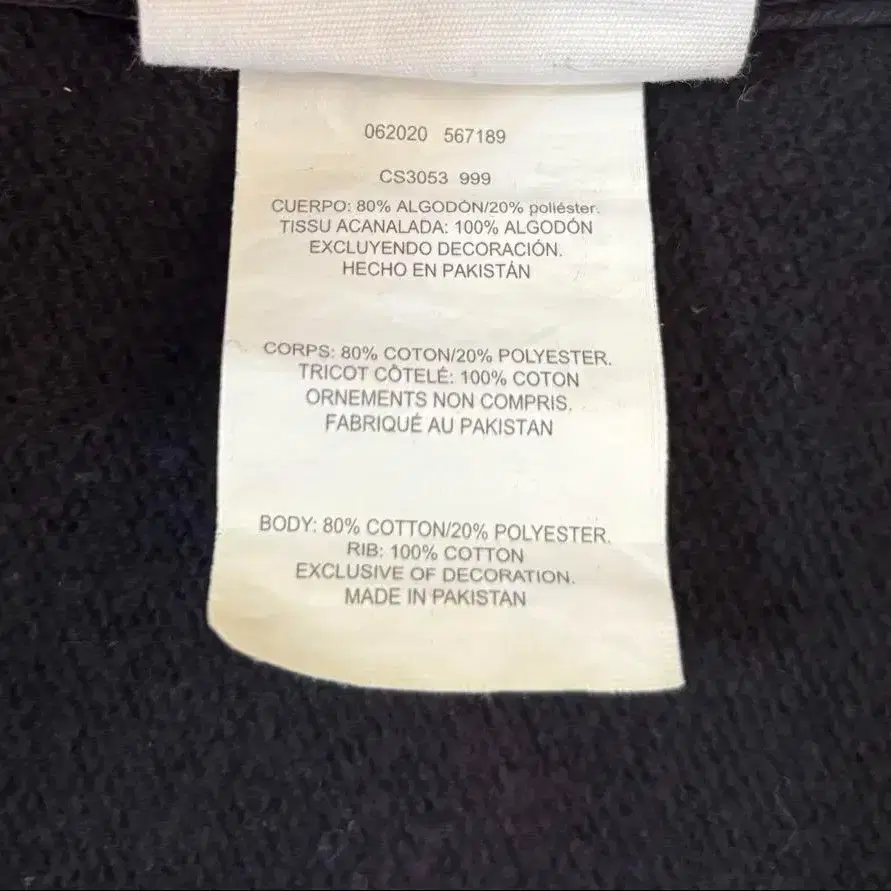 062020 567189
CS3053 999
CUERPO: 80% ALGODÓN/20% poliéster.
TISSU ACANALADA: 100% ALGODÓN
EXCLUYENDO DECORACIÓN.
HECHO EN PAKISTÁN
CORPS: 80% COTON/20% POLYESTER.
TRICOT CÔTELÉ: 100% COTON
ORNEMENTS NON COMPRIS.
FABRIQUÉ AU PAKISTAN
BODY: 80% COTTON/20% POLYESTER.
RIB: 100% COTTON
EXCLUSIVE OF DECORATION.
MADE IN PAKISTAN